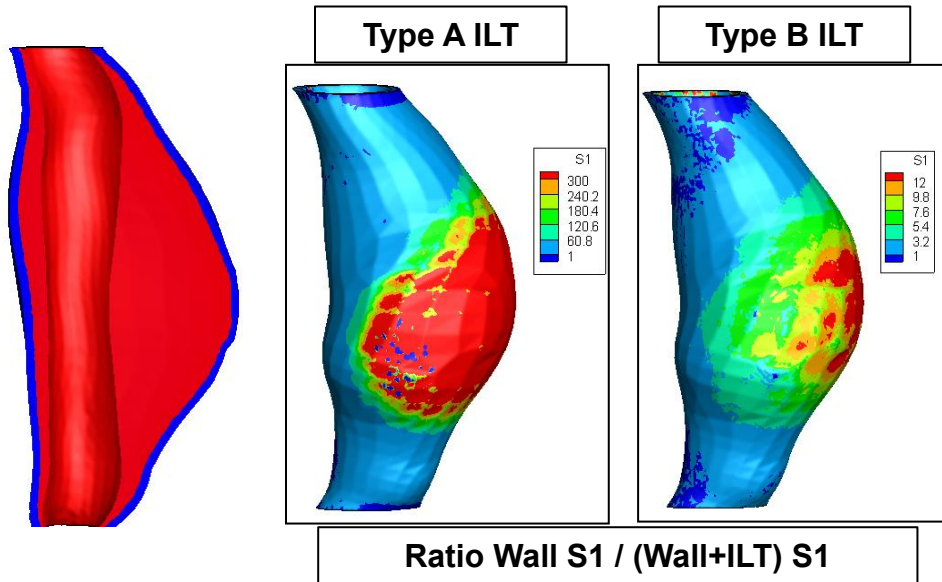 Type A ILT
Type B ILT
S1
300
240.2
180.4
120.6
60.8
1
S1
12
9.8
7.6
5.4
3.2
1
Ratio Wall S1 / (Wall+ILT) S1